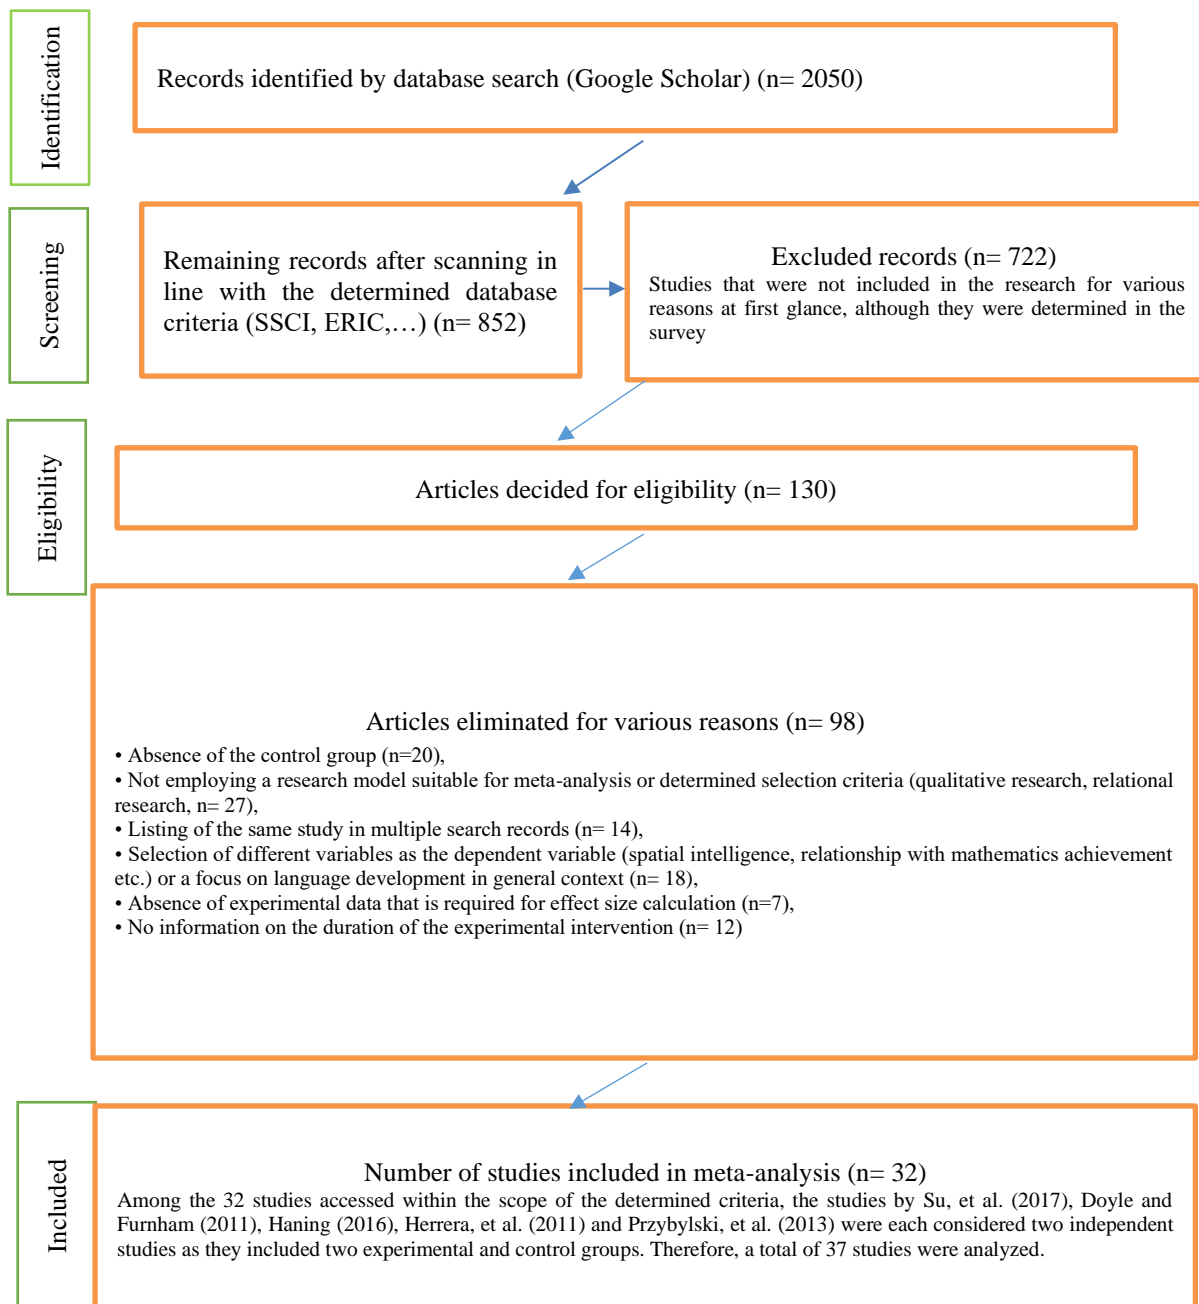 Identification
Records identified by database search (Google Scholar) (n= 2050)
Screening
Remaining records after scanning in
line with the determined database
criteria (SSCI, ERIC,…) (n= 852)
Excluded records (n= 722)
Studies that were not included in the research for various
reasons at first glance, although they were determined in the
survey
Eligibility
Articles decided for eligibility (n= 130)
Articles eliminated for various reasons (n= 98)
• Absence of the control group (n=20),
• Not employing a research model suitable for meta-analysis or determined selection criteria (qualitative research, relational
research, n= 27),
• Listing of the same study in multiple search records (n= 14),
• Selection of different variables as the dependent variable (spatial intelligence, relationship with mathematics achievement
etc.) or a focus on language development in general context (n= 18),
• Absence of experimental data that is required for effect size calculation (n=7),
• No information on the duration of the experimental intervention (n= 12)
Included
Number of studies included in meta-analysis (n= 32)
Among the 32 studies accessed within the scope of the determined criteria, the studies by Su, et al. (2017), Doyle and
Furnham (2011), Haning (2016), Herrera, et al. (2011) and Przybylski, et al. (2013) were each considered two independent
studies as they included two experimental and control groups. Therefore, a total of 37 studies were analyzed.